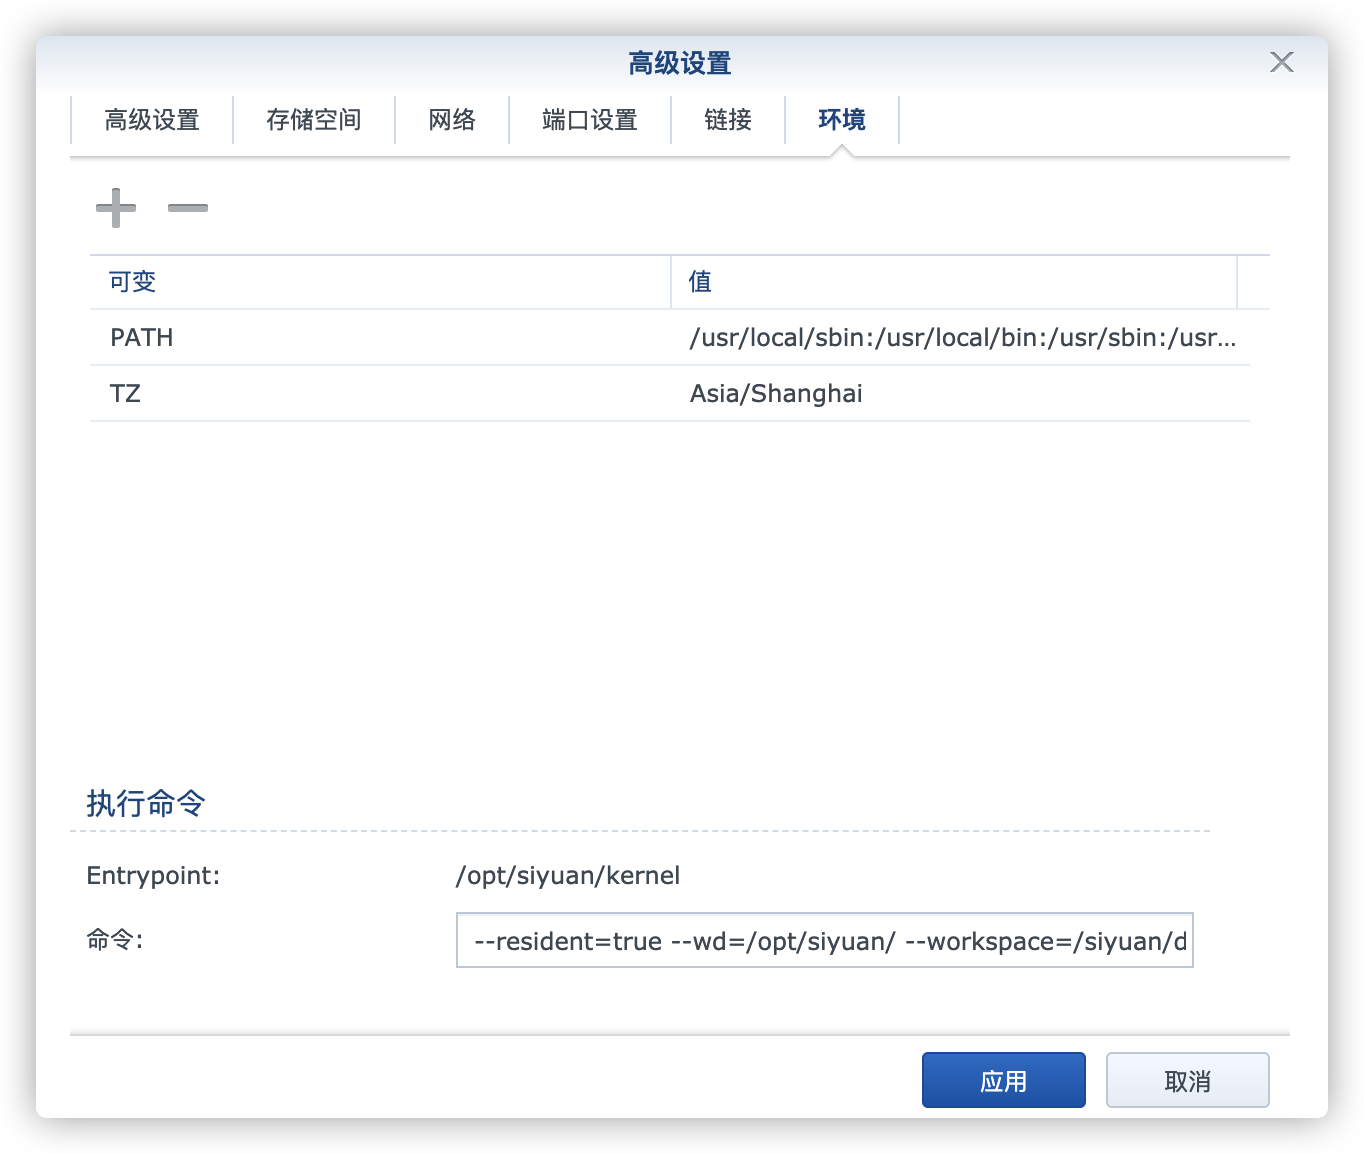 高级设置
高级设置 存储空间 网络 端口设置 链接 环境
可变 值
PATH /usr/local/sbin:/usr/local/bin:/usr/sbin:/usr...
TZ Asia/Shanghai
执行命令
Entrypoint: /opt/siyuan/kernel
命令: --resident=true --wd=/opt/siyuan/ --workspace=/siyuan/d
应用 取消